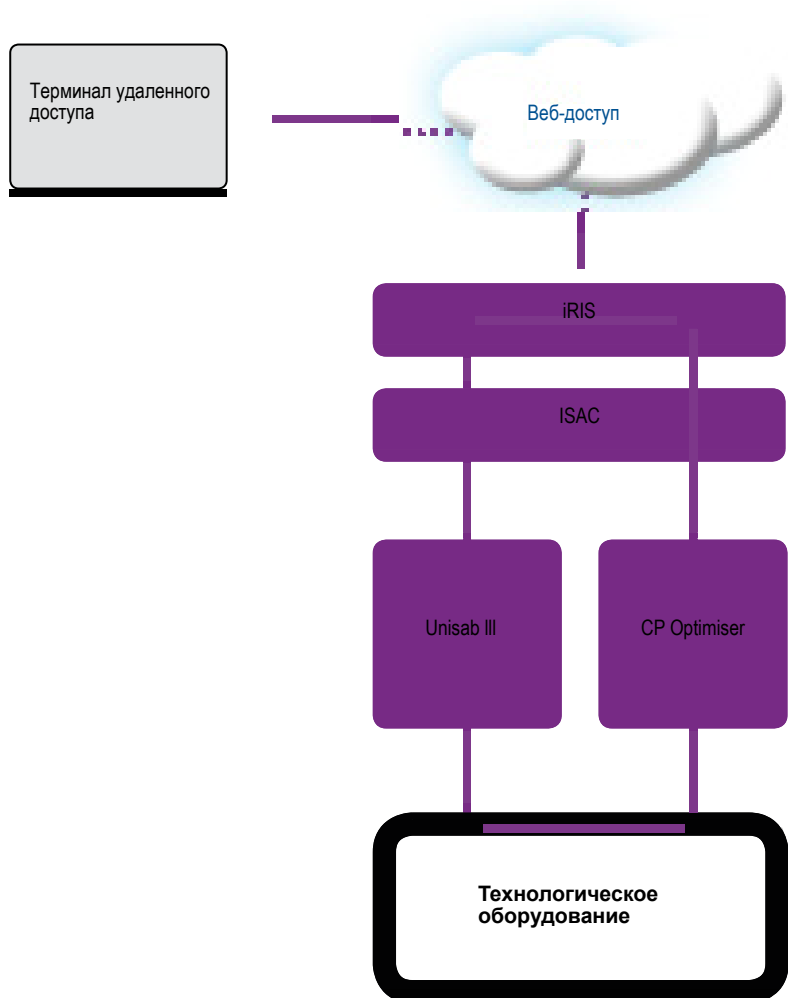 Терминал удаленного
доступа
Веб-доступ
iRIS
ISAC
Unisab III
CP Optimiser
Технологическое
оборудование